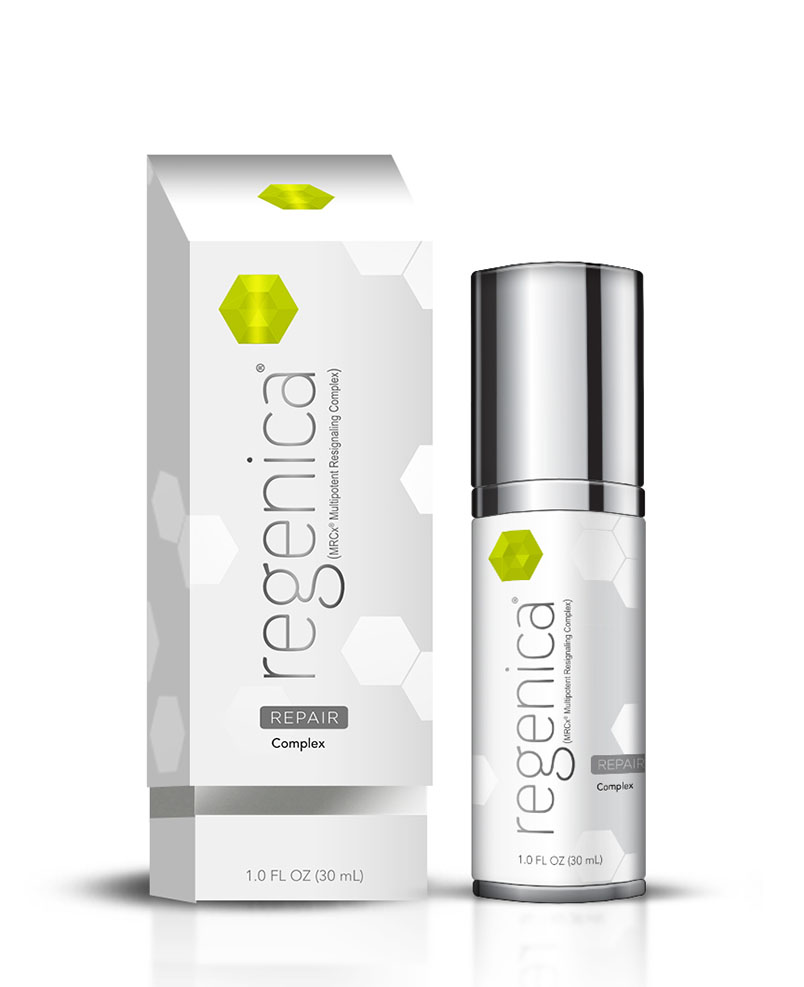 regenica®
(MRCx® Multipotent Resignaling Complex)
REPAIR
Complex
1.0 FL OZ (30 mL)
regenica®
(MRCx® Multipotent Resignaling Complex)
REPAIR
Complex
1.0 FL OZ (30 mL)